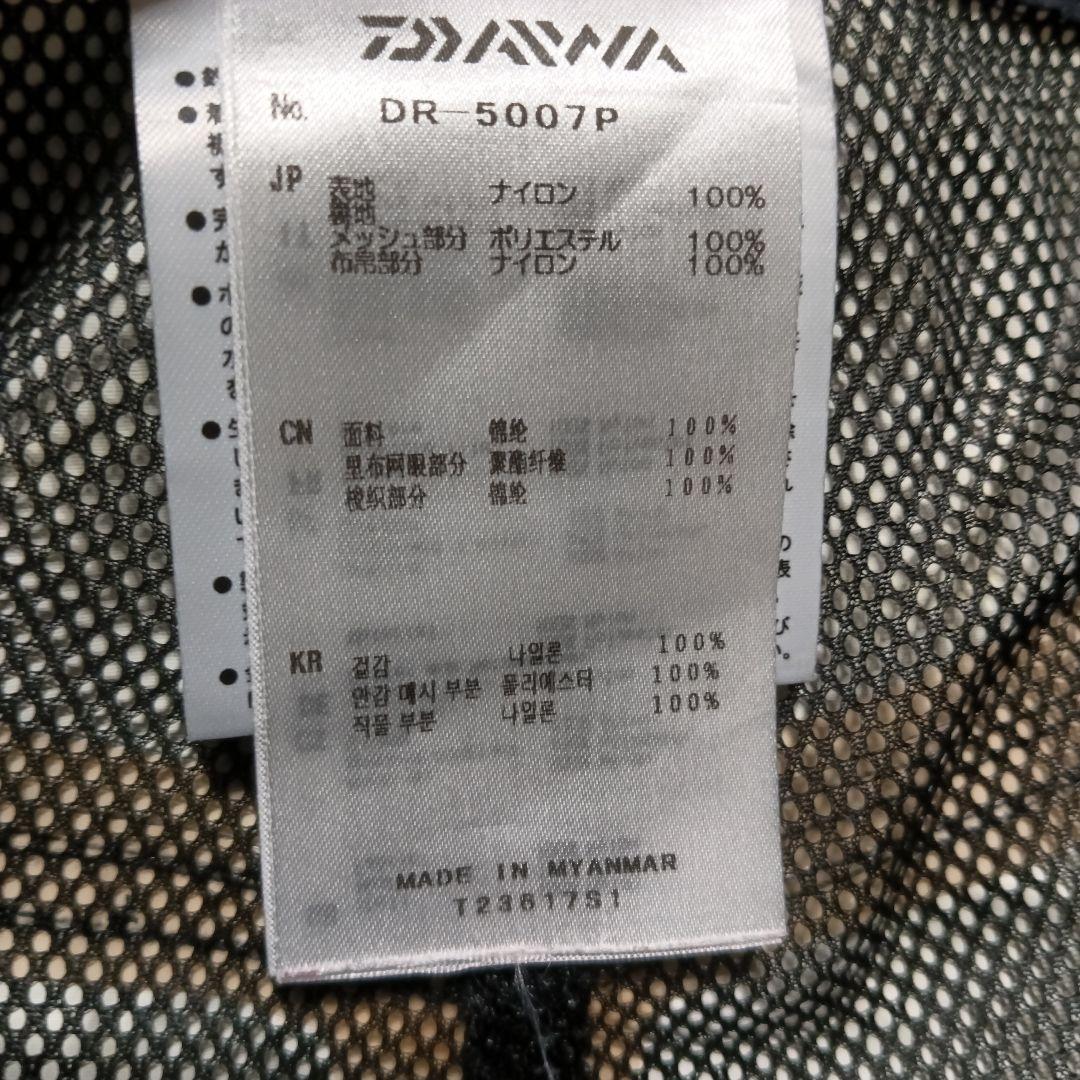 DAIWA
No. DR-5007P
JP 表地 ナイロン 100%
裏地
メッシュ部分 ポリエステル 100%
布帛部分 ナイロン 100%
CN 面料 锦纶 100%
里布网眼部分 聚酯纤维 100%
梭织部分 锦纶 100%
KR 겉감 나일론 100%
안감 메시 부분 폴리에스터 100%
직물 부분 나일론 100%
MADE IN MYANMAR
T23617S1